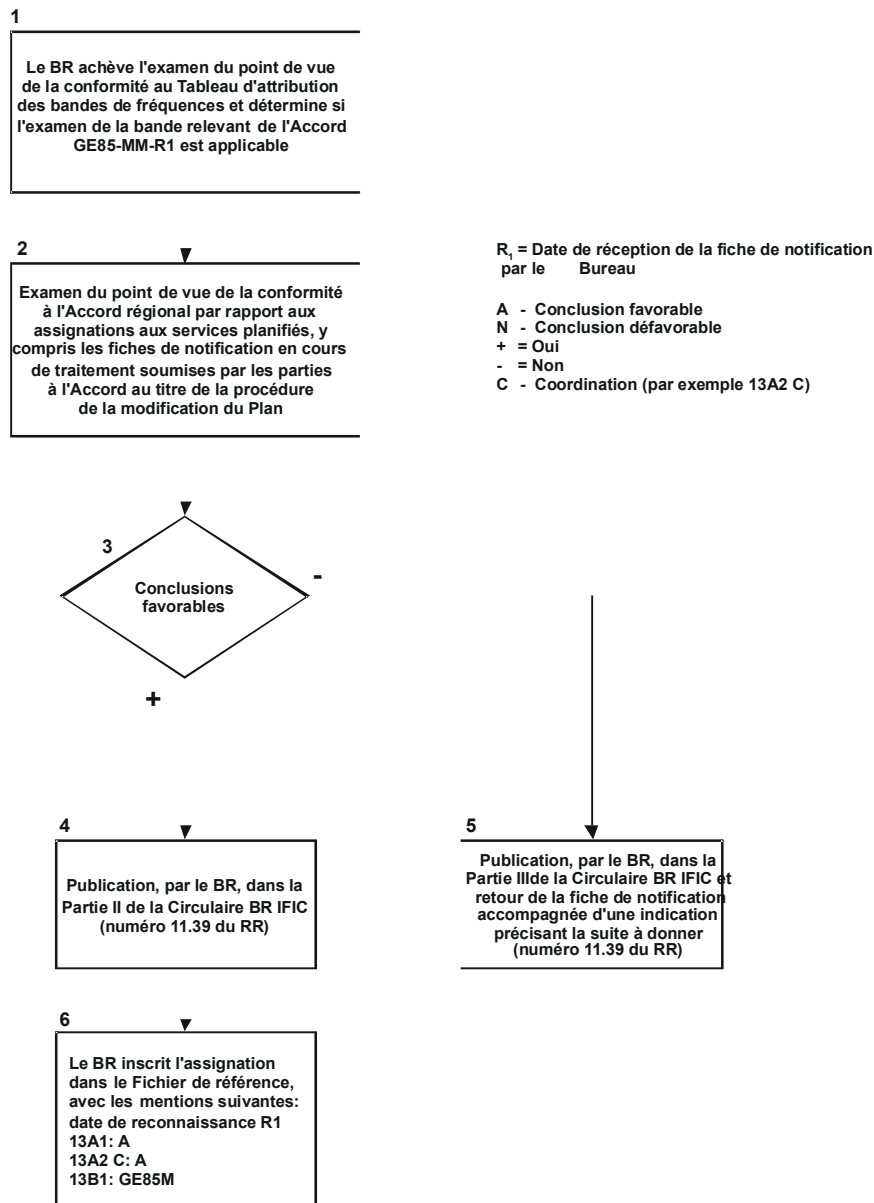 1
Le BR achève l'examen du point de vue
de la conformité au Tableau d'attribution
des bandes de fréquences et détermine si
l'examen de la bande relevant de l'Accord
GE85-MM-R1 est applicable
2
Examen du point de vue de la conformité
à l'Accord régional par rapport aux
assignations aux services planifiés, y
compris les fiches de notification en cours
de traitement soumises par les parties
à l'Accord au titre de la procédure
de la modification du Plan
R1 = Date de réception de la fiche de notification
par le Bureau
A - Conclusion favorable
N - Conclusion défavorable
+ = Oui
- = Non
C - Coordination (par exemple 13A2 C)
3
Conclusions
favorables
-
+
4
Publication, par le BR, dans la
Partie II de la Circulaire BR IFIC
(numéro 11.39 du RR)
5
Publication, par le BR, dans la
Partie IIIde la Circulaire BR IFIC et
retour de la fiche de notification
accompagnée d'une indication
précisant la suite à donner
(numéro 11.39 du RR)
6
Le BR inscrit l'assignation
dans le Fichier de référence,
avec les mentions suivantes:
date de reconnaissance R1
13A1: A
13A2 C: A
13B1: GE85M